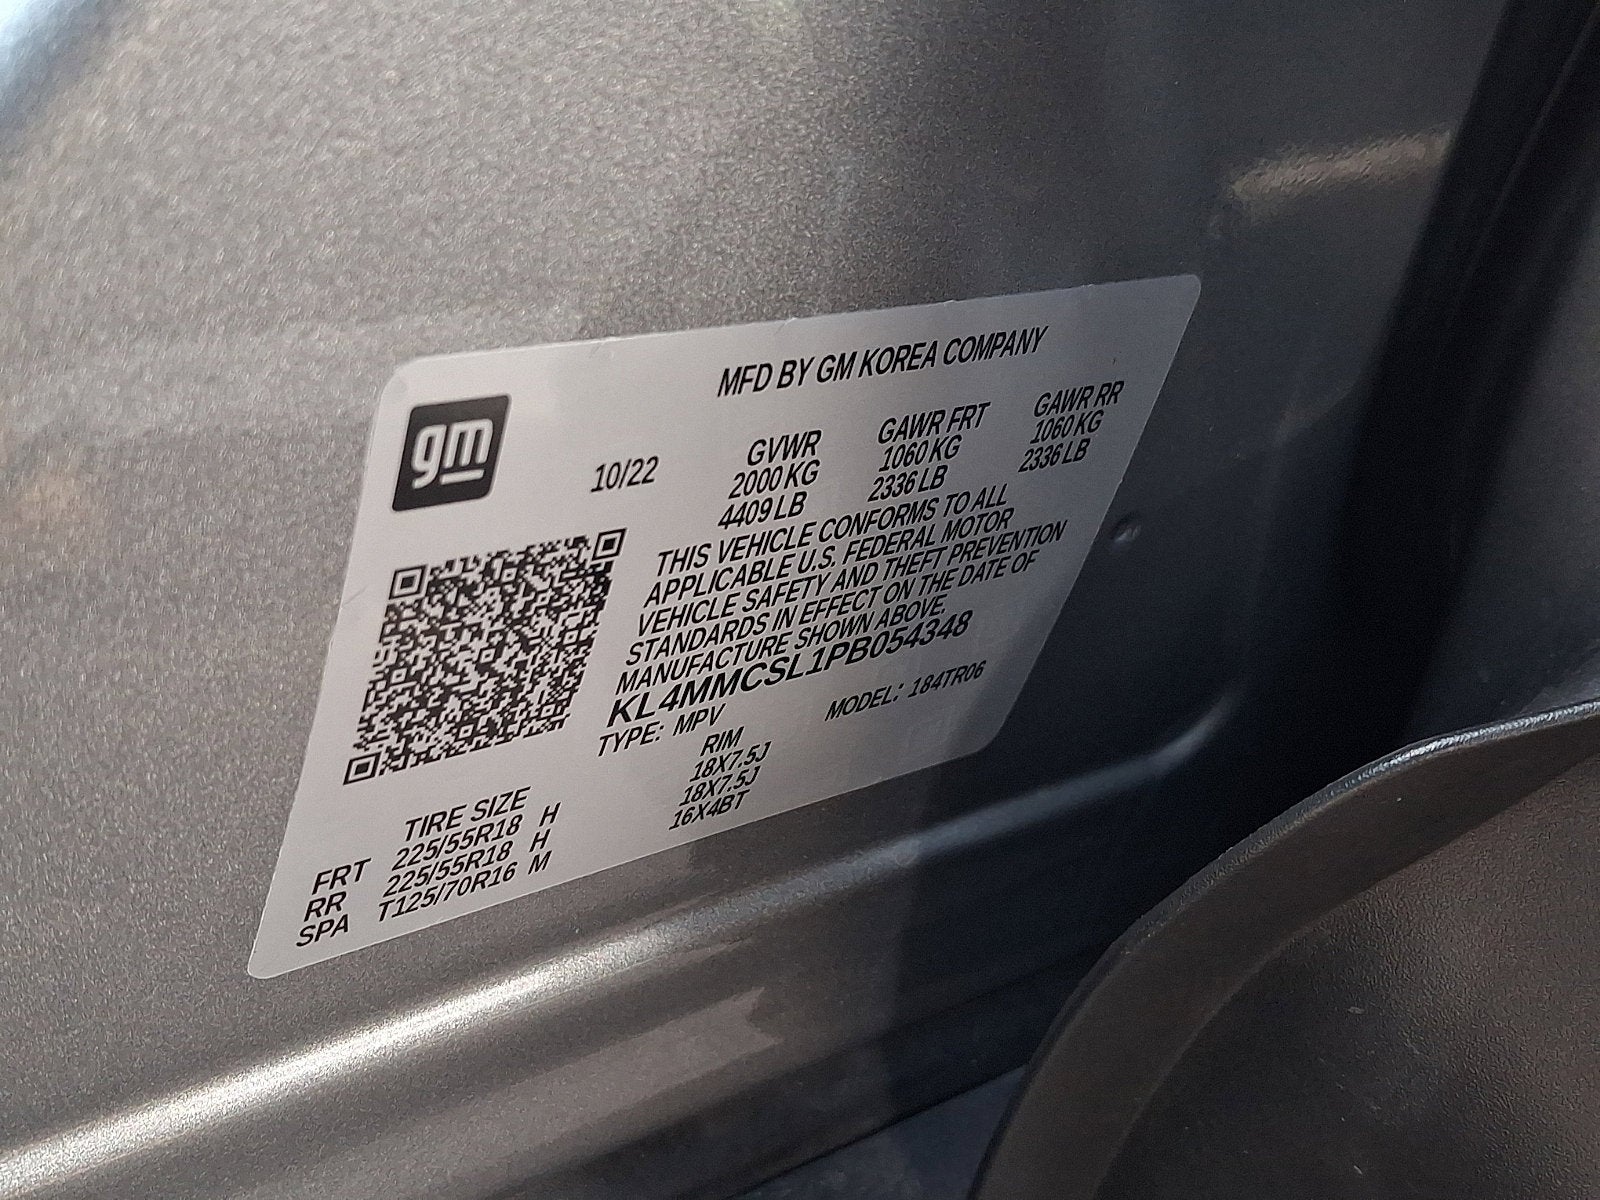 gm
MFD BY GM KOREA COMPANY
10/22
GVWR GAWR FRT GAWR RR
2000 KG 1060 KG 1060 KG
4409 LB 2336 LB 2336 LB
THIS VEHICLE CONFORMS TO ALL
APPLICABLE U.S. FEDERAL MOTOR
VEHICLE SAFETY AND THEFT PREVENTION
STANDARDS IN EFFECT ON THE DATE OF
MANUFACTURE SHOWN ABOVE.
KL4MMCSL1PB054348
TYPE: MPV MODEL: 184TR06
TIRE SIZE RIM
FRT 225/55R18 H 18X7.5J
RR 225/55R18 H 18X7.5J
SPA T125/70R16 M 16X4BT